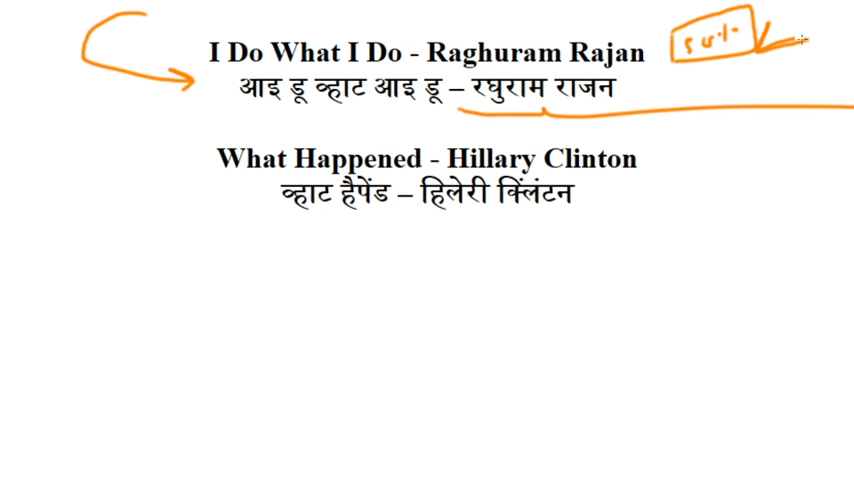 I Do What I Do - Raghuram Rajan
आइ डू व्हाट आइ डू – रघुराम राजन
What Happened - Hillary Clinton
व्हाट हैपेंड – हिलेरी क्लिंटन